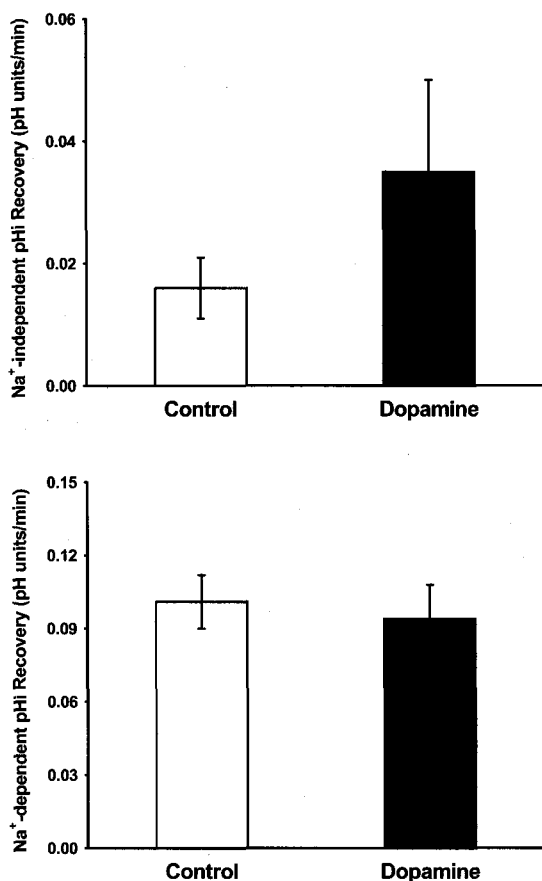 Na⁺-independent pHi Recovery (pH units/min)
0.06
0.04
0.02
0.00
Control Dopamine
Na⁺-dependent pHi Recovery (pH units/min)
0.15
0.12
0.09
0.06
0.03
0.00
Control Dopamine